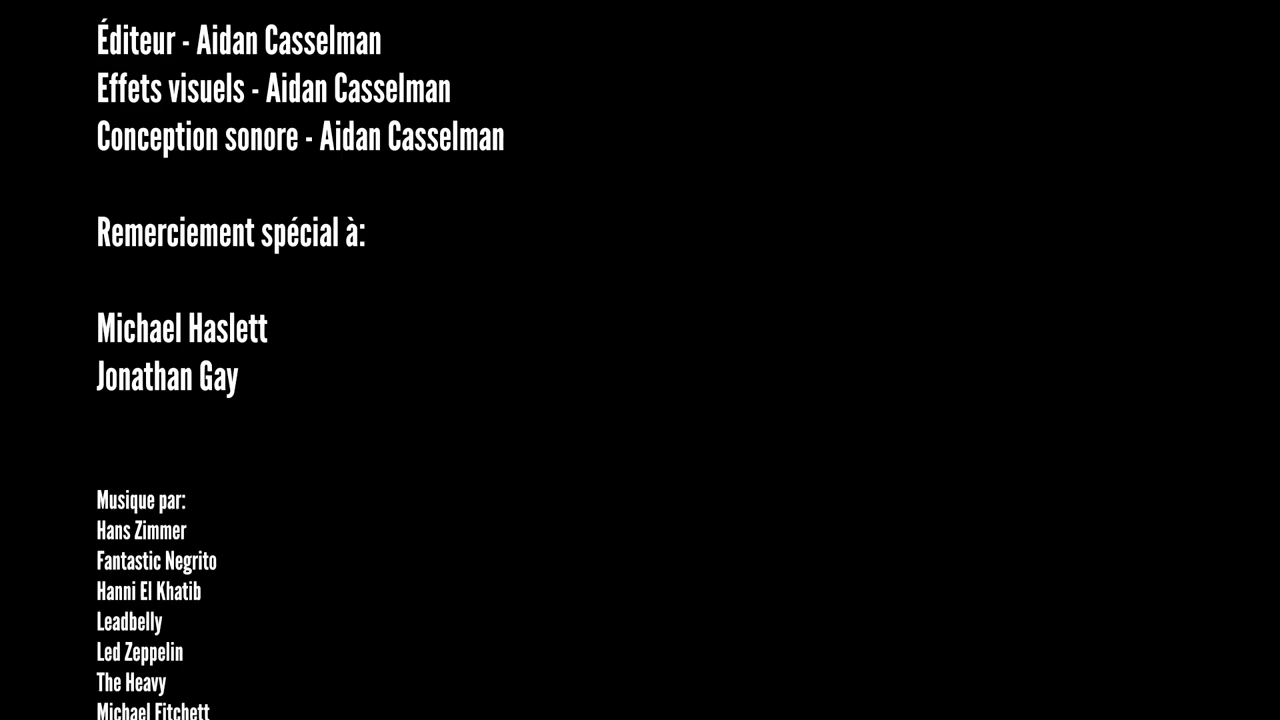 Éditeur - Aidan Casselman
Effets visuels - Aidan Casselman
Conception sonore - Aidan Casselman
Remerciement spécial à:
Michael Haslett
Jonathan Gay
Musique par:
Hans Zimmer
Fantastic Negrito
Hanni El Khatib
Leadbelly
Led Zeppelin
The Heavy
Michael Fitchett